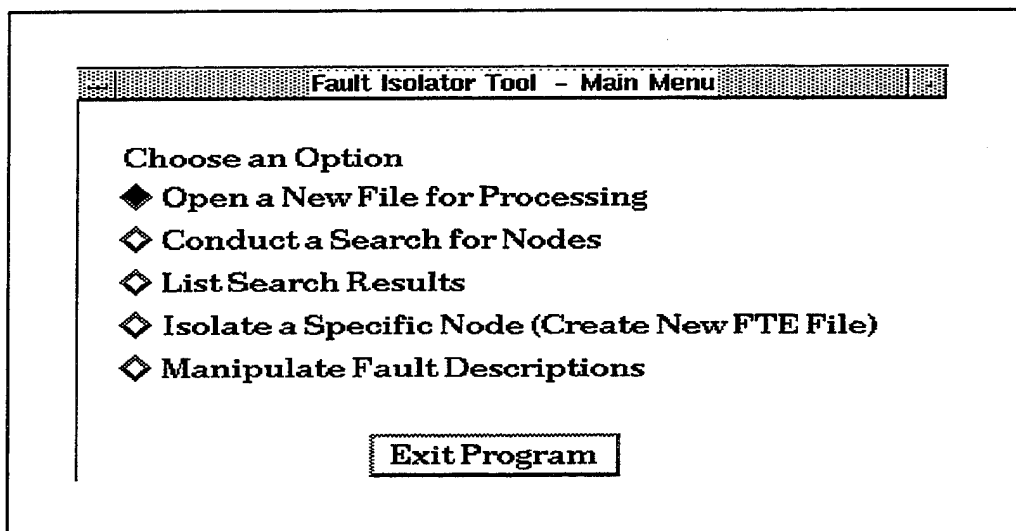 Fault Isolator Tool - Main Menu
Choose an Option
Open a New File for Processing
Conduct a Search for Nodes
List Search Results
Isolate a Specific Node (Create New FTE File)
Manipulate Fault Descriptions
Exit Program